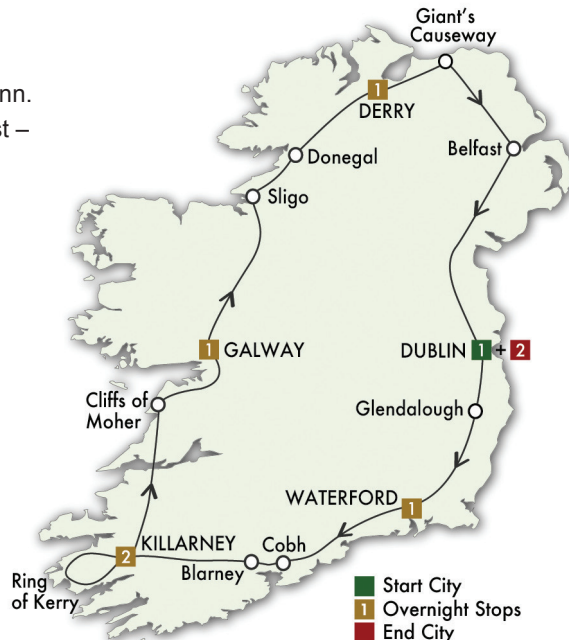 nn.
st –
Giant's
Causeway
1
DERRY
Donegal
Belfast
Sligo
1 GALWAY
DUBLIN 1 + 2
Cliffs of
Moher
Glendalough
WATERFORD 1
2 KILLARNEY
Cobh
Blarney
Ring
of Kerry
Start City
1 Overnight Stops
End City